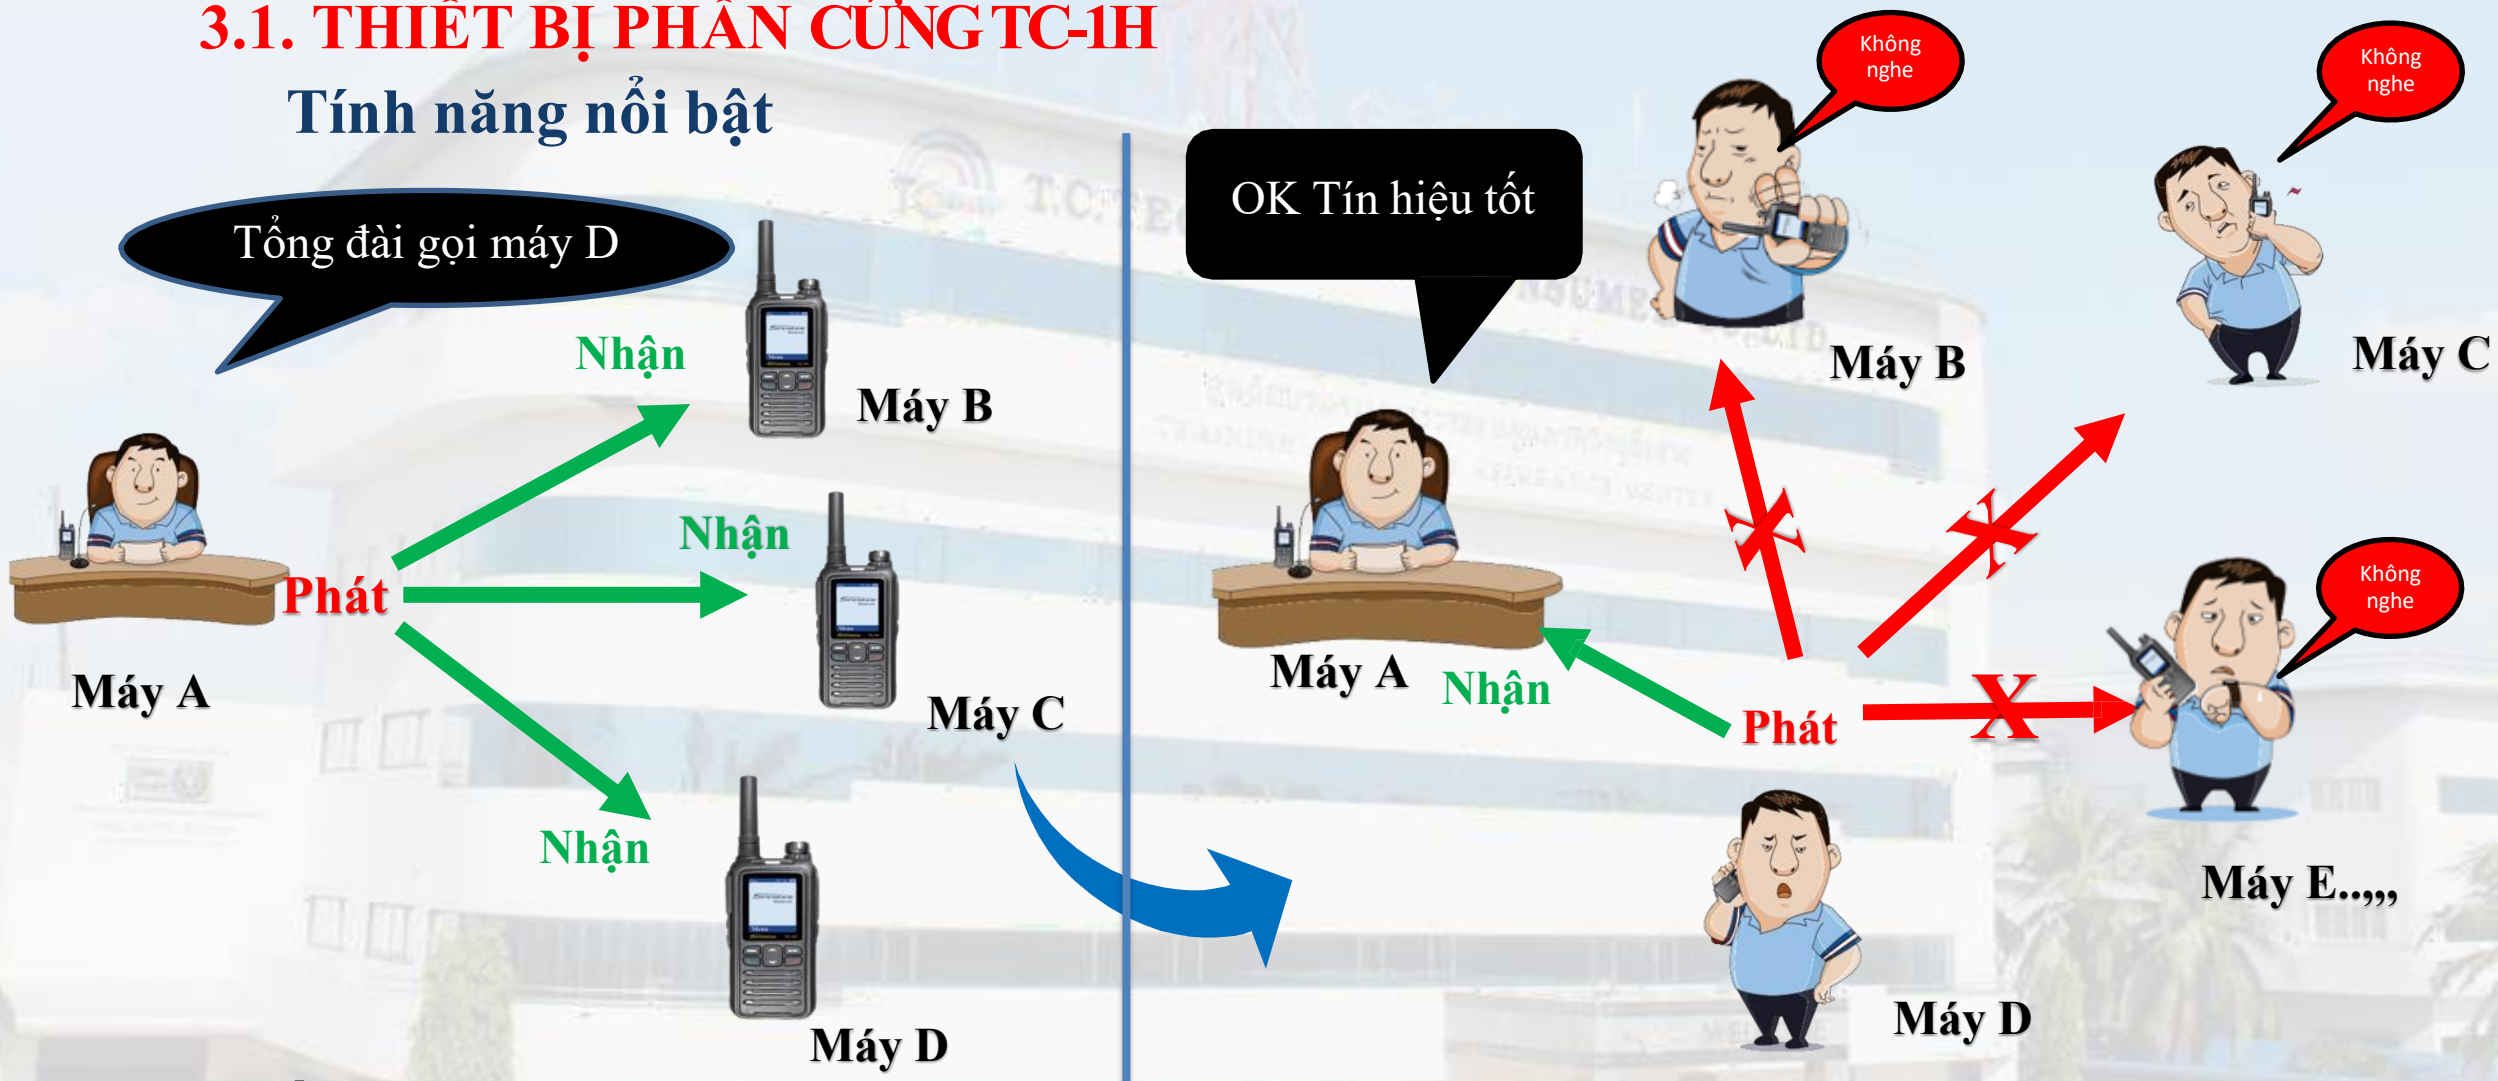 3.1. THIẾT BỊ PHẦN CỨNG TC-1H
Tính năng nổi bật
Tổng đài gọi máy D
Nhận
Máy B
Nhận
Phát
Máy A
Máy C
Nhận
Máy D
OK Tín hiệu tốt
Không
nghe
Không
nghe
Máy B
Máy C
X
X
Không
nghe
Máy A
Nhận
Phát
X
Máy E..,,,
Máy D